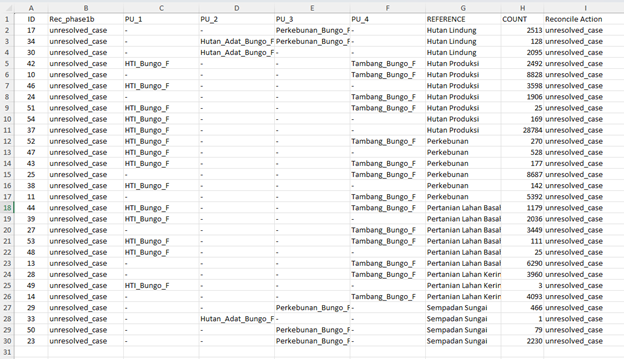 A B C D E F G H I
1 ID Rec_phase1b PU_1 PU_2 PU_3 PU_4 REFERENCE COUNT Reconcile Action
2 17 unresolved_case - - Perkebunan_Bungo_F - Hutan Lindung 2513 unresolved_case
3 34 unresolved_case - Hutan_Adat_Bungo_F Perkebunan_Bungo_F - Hutan Lindung 128 unresolved_case
4 30 unresolved_case - Hutan_Adat_Bungo_F - - Hutan Lindung 2095 unresolved_case
5 42 unresolved_case HTI_Bungo_F - - Tambang_Bungo_F Hutan Produksi 2492 unresolved_case
6 10 unresolved_case - - - Tambang_Bungo_F Hutan Produksi 8828 unresolved_case
7 46 unresolved_case HTI_Bungo_F - - - Hutan Produksi 3598 unresolved_case
8 24 unresolved_case - - - Tambang_Bungo_F Hutan Produksi 1906 unresolved_case
9 51 unresolved_case HTI_Bungo_F - - Tambang_Bungo_F Hutan Produksi 25 unresolved_case
10 54 unresolved_case HTI_Bungo_F - - - Hutan Produksi 169 unresolved_case
11 37 unresolved_case HTI_Bungo_F - - - Hutan Produksi 28784 unresolved_case
12 52 unresolved_case HTI_Bungo_F - - Tambang_Bungo_F Perkebunan 270 unresolved_case
13 47 unresolved_case HTI_Bungo_F - - - Perkebunan 528 unresolved_case
14 43 unresolved_case HTI_Bungo_F - - Tambang_Bungo_F Perkebunan 177 unresolved_case
15 25 unresolved_case - - - Tambang_Bungo_F Perkebunan 8687 unresolved_case
16 38 unresolved_case HTI_Bungo_F - - - Perkebunan 142 unresolved_case
17 11 unresolved_case - - - Tambang_Bungo_F Perkebunan 5392 unresolved_case
18 44 unresolved_case HTI_Bungo_F - - Tambang_Bungo_F Pertanian Lahan Basal 1179 unresolved_case
19 39 unresolved_case HTI_Bungo_F - - - Pertanian Lahan Basal 2036 unresolved_case
20 27 unresolved_case - - - Tambang_Bungo_F Pertanian Lahan Basal 3449 unresolved_case
21 53 unresolved_case HTI_Bungo_F - - Tambang_Bungo_F Pertanian Lahan Basal 111 unresolved_case
22 48 unresolved_case HTI_Bungo_F - - - Pertanian Lahan Basal 25 unresolved_case
23 13 unresolved_case - - - Tambang_Bungo_F Pertanian Lahan Basal 6290 unresolved_case
24 28 unresolved_case - - - Tambang_Bungo_F Pertanian Lahan Kerin 3960 unresolved_case
25 49 unresolved_case HTI_Bungo_F - - - Pertanian Lahan Kerin 3 unresolved_case
26 14 unresolved_case - - - Tambang_Bungo_F Pertanian Lahan Kerin 4093 unresolved_case
27 29 unresolved_case - - Perkebunan_Bungo_F - Sempadan Sungai 466 unresolved_case
28 33 unresolved_case - Hutan_Adat_Bungo_F - - Sempadan Sungai 1 unresolved_case
29 50 unresolved_case - - Perkebunan_Bungo_F - Sempadan Sungai 79 unresolved_case
30 23 unresolved_case - - Perkebunan_Bungo_F - Sempadan Sungai 2230 unresolved_case
31